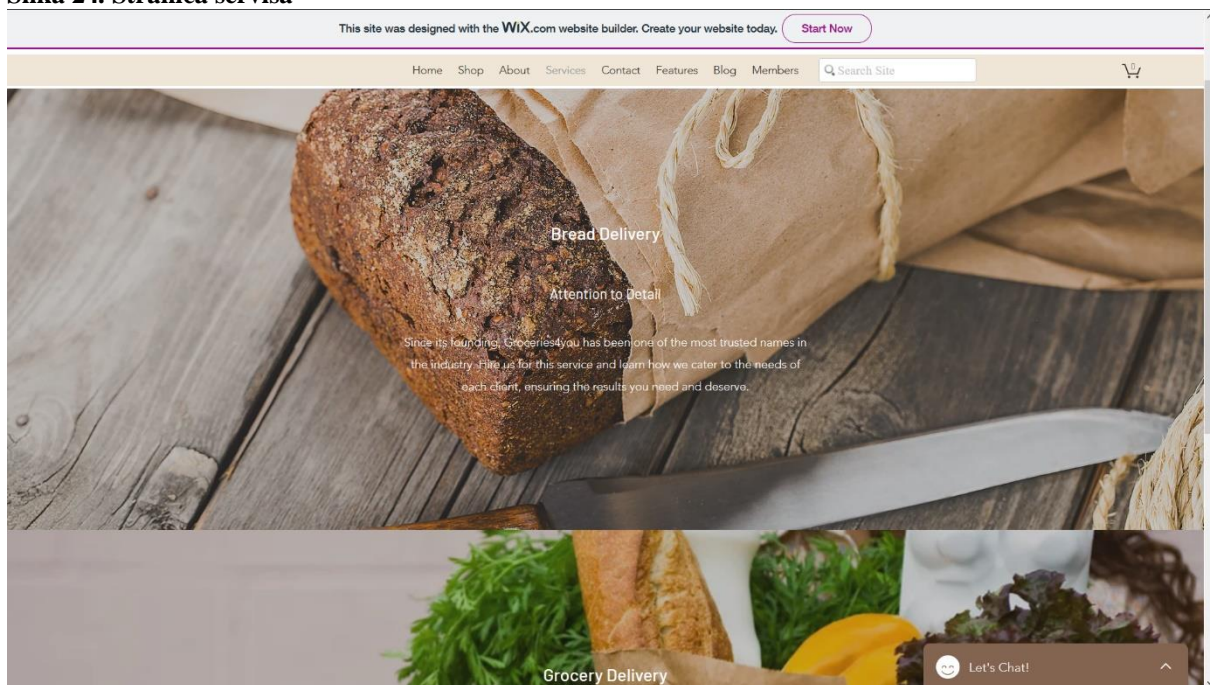 Slika 24. Stranica servisa
This site was designed with the WiX.com website builder. Create your website today. Start Now
Home Shop About Services Contact Features Blog Members Search Site 0
Bread Delivery
Attention to Detail
Since its founding, Groceries4you has been one of the most trusted names in
the industry. Hire us for this service and learn how we cater to the needs of
each client, ensuring the results you need and deserve.
Grocery Delivery
Let's Chat!